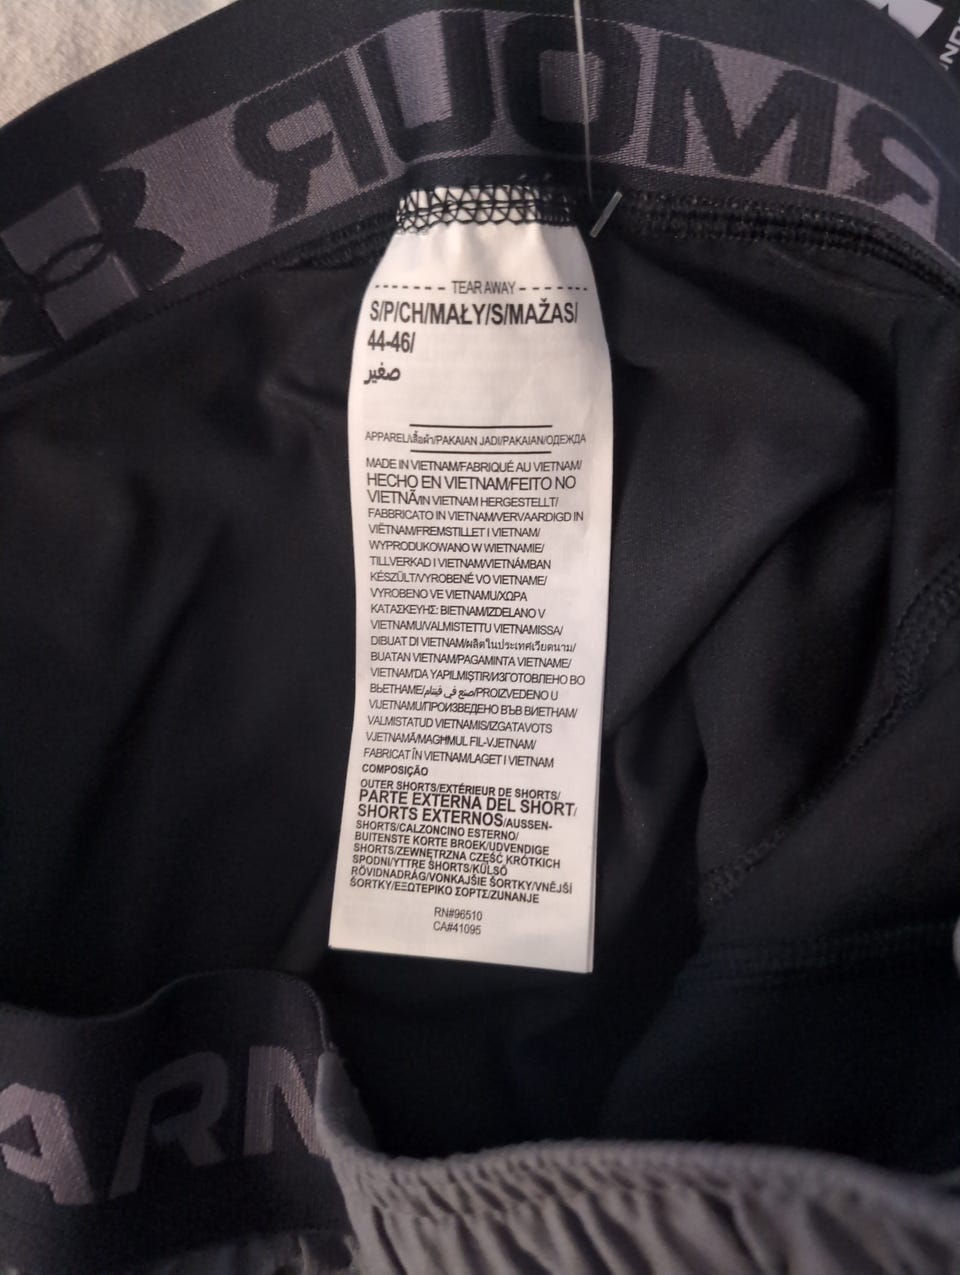 ARMOUR
TEAR AWAY
S/P/CH/MAŁY/S/MAŽAS/
44-46/
صغير
APPAREL/เสื้อผ้า/PAKAIAN JADI/PAKAIAN/ОДЕЖДА
MADE IN VIETNAM/FABRIQUÉ AU VIETNAM/
HECHO EN VIETNAM/FEITO NO
VIETNÃ/IN VIETNAM HERGESTELLT/
FABBRICATO IN VIETNAM/VERVAARDIGD IN
VIËTNAM/FREMSTILLET I VIETNAM/
WYPRODUKOWANO W WIETNAMIE/
TILLVERKAD I VIETNAM/VIETNÁMBAN
KÉSZÜLT/VYROBENÉ VO VIETNAME/
VYROBENO VE VIETNAMU/ΧΩΡΑ
ΚΑΤΑΣΚΕΥΗΣ: ΒΙΕΤΝΑΜ/IZDELANO V
VIETNAMU/VALMISTETTU VIETNAMISSA/
DIBUAT DI VIETNAM/ผลิตในประเทศเวียดนาม/
BUATAN VIETNAM/PAGAMINTA VIETNAME/
VIETNAM'DA YAPILMIŞTIR/ИЗГОТОВЛЕНО ВО
ВЬЕТНАМЕ/صنع في فيتنام/PROIZVEDENO U
VIJETNAMU/ПРОИЗВЕДЕНО ВЪВ ВИЕТНАМ/
VALMISTATUD VIETNAMIS/IZGATAVOTS
VJETNAMĀ/MAGĦMUL FIL-VJETNAM/
FABRICAT ÎN VIETNAM/LAGET I VIETNAM
COMPOSIÇÃO
OUTER SHORTS/EXTÉRIEUR DE SHORTS/
PARTE EXTERNA DEL SHORT/
SHORTS EXTERNOS/AUSSEN-
SHORTS/CALZONCINO ESTERNO/
BUITENSTE KORTE BROEK/UDVENDIGE
SHORTS/ZEWNĘTRZNA CZĘŚĆ KRÓTKICH
SPODNI/YTTRE SHORTS/KÜLSŐ
RÖVIDNADRÁG/VONKAJŠIE ŠORTKY/VNĚJŠÍ
ŠORTKY/ΕΞΩΤΕΡΙΚΟ ΣΟΡΤΣ/ZUNANJE
RN#96510
CA#41095
ARM